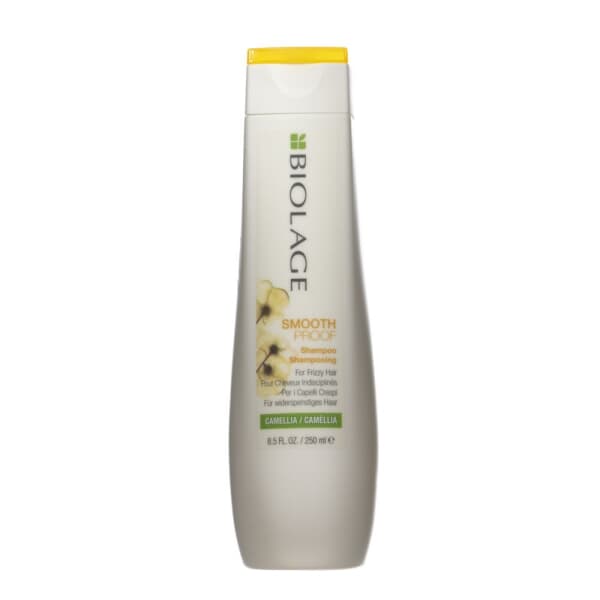 BIOLAGE
SMOOTH
PROOF
Shampoo
Shampooing
For Frizzy Hair
Pour Cheveux Indisciplinés
Per i Capelli Crespi
Für widerspenstiges Haar
CAMELLIA / CAMELLIA
8.5 FL. OZ. / 250 ml e